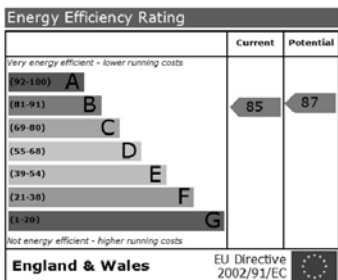 Energy Efficiency Rating
Current Potential
Very energy efficient - lower running costs
(92-100) A
(81-91) B
85 87
(69-80) C
(55-68) D
(39-54) E
(21-38) F
(1-20) G
Not energy efficient - higher running costs
England & Wales EU Directive
2002/91/EC